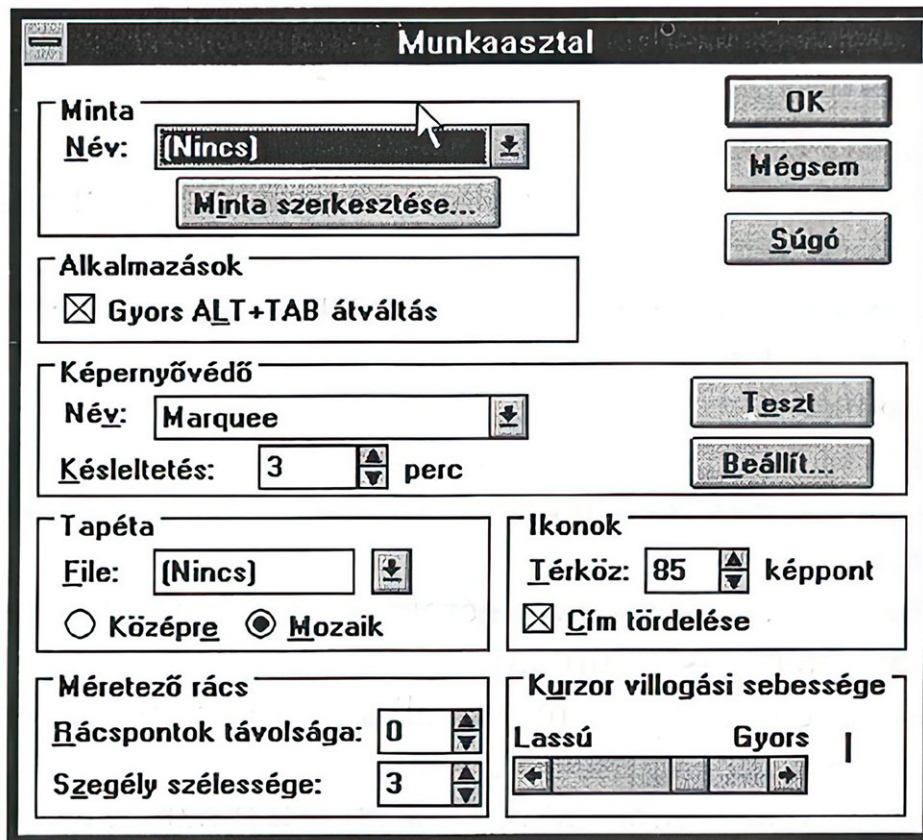 Munkaasztal
Minta
Név: (Nincs)
Minta szerkesztése...
OK
Mégsem
Súgó
Alkalmazások
Gyors ALT+TAB átváltás
Képernyővédő
Név: Marquee
Késleltetés: 3 perc
Teszt
Beállít...
Tapéta
File: (Nincs)
Középre Mozaik
Ikonok
Térköz: 85 képpont
Cím tördelése
Méretező rács
Rácspontok távolsága: 0
Szegély szélessége: 3
Kurzor villogási sebessége
Lassú Gyors